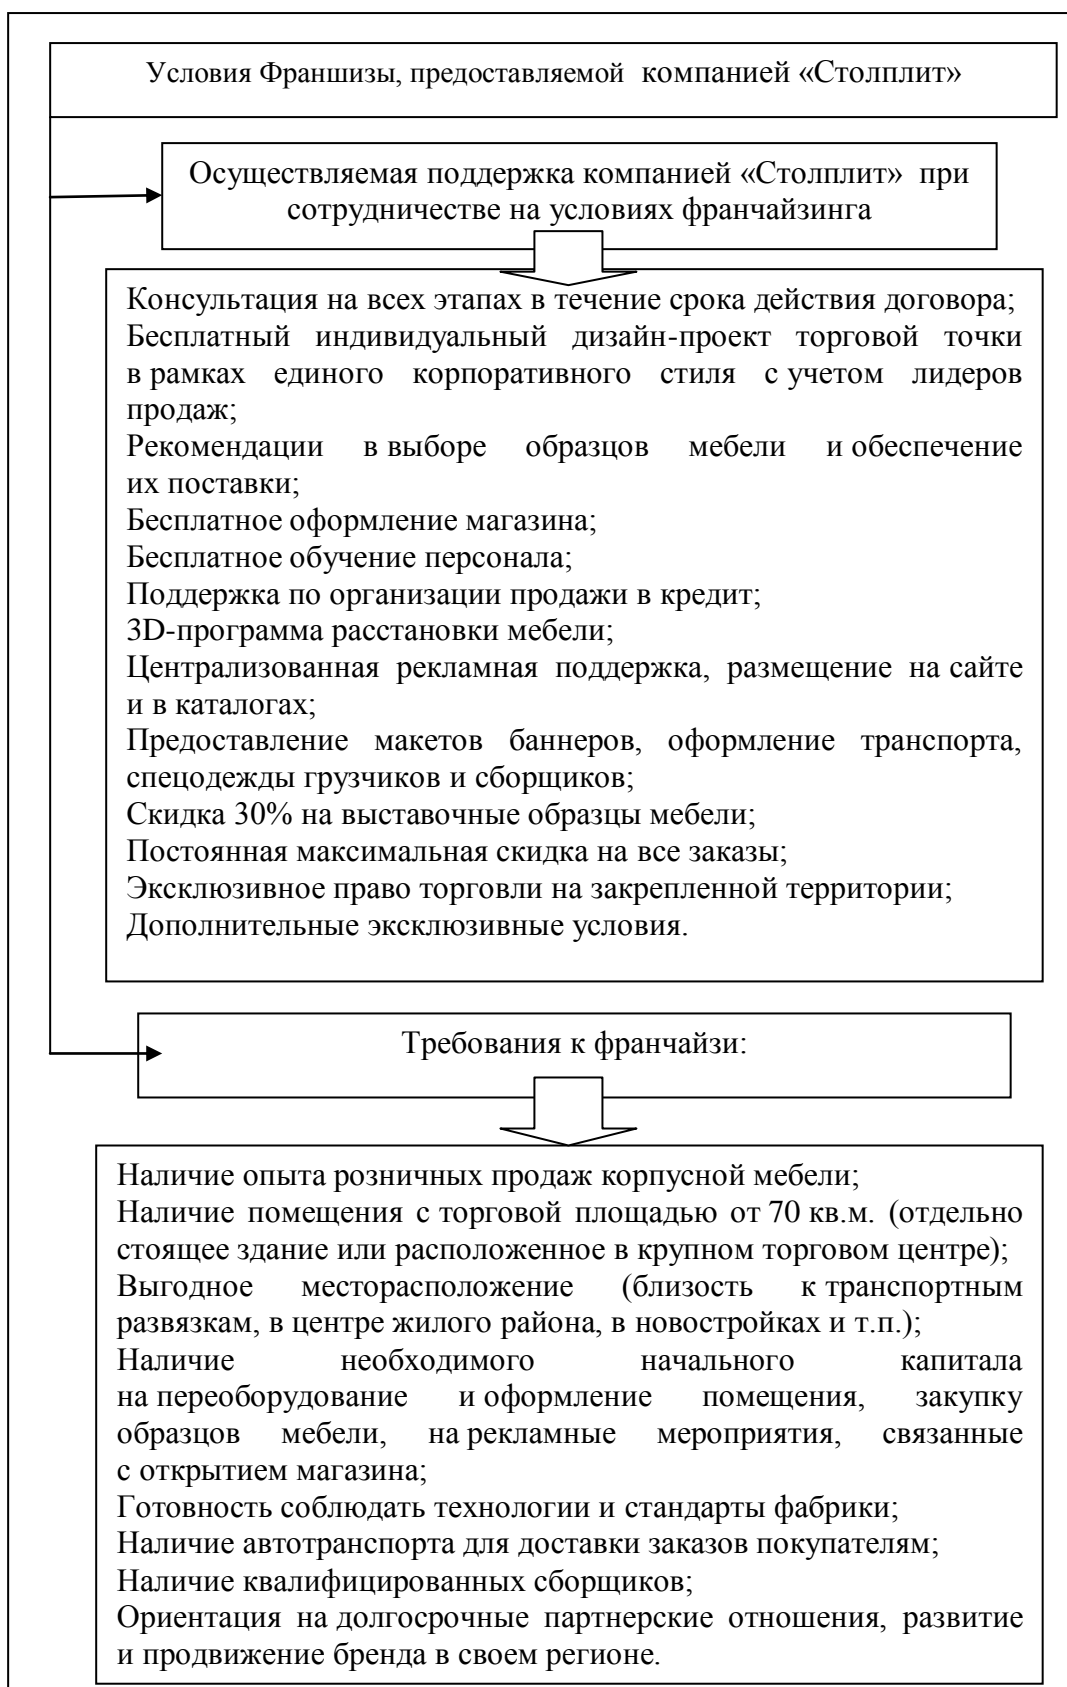 Условия Франшизы, предоставляемой компанией «Столплит»
Осуществляемая поддержка компанией «Столплит» при
сотрудничестве на условиях франчайзинга
Консультация на всех этапах в течение срока действия договора;
Бесплатный индивидуальный дизайн-проект торговой точки
в рамках единого корпоративного стиля с учетом лидеров
продаж;
Рекомендации в выборе образцов мебели и обеспечение
их поставки;
Бесплатное оформление магазина;
Бесплатное обучение персонала;
Поддержка по организации продажи в кредит;
3D-программа расстановки мебели;
Централизованная рекламная поддержка, размещение на сайте
и в каталогах;
Предоставление макетов баннеров, оформление транспорта,
спецодежды грузчиков и сборщиков;
Скидка 30% на выставочные образцы мебели;
Постоянная максимальная скидка на все заказы;
Эксклюзивное право торговли на закрепленной территории;
Дополнительные эксклюзивные условия.
Требования к франчайзи:
Наличие опыта розничных продаж корпусной мебели;
Наличие помещения с торговой площадью от 70 кв.м. (отдельно
стоящее здание или расположенное в крупном торговом центре);
Выгодное месторасположение (близость к транспортным
развязкам, в центре жилого района, в новостройках и т.п.);
Наличие необходимого начального капитала
на переоборудование и оформление помещения, закупку
образцов мебели, на рекламные мероприятия, связанные
с открытием магазина;
Готовность соблюдать технологии и стандарты фабрики;
Наличие автотранспорта для доставки заказов покупателям;
Наличие квалифицированных сборщиков;
Ориентация на долгосрочные партнерские отношения, развитие
и продвижение бренда в своем регионе.